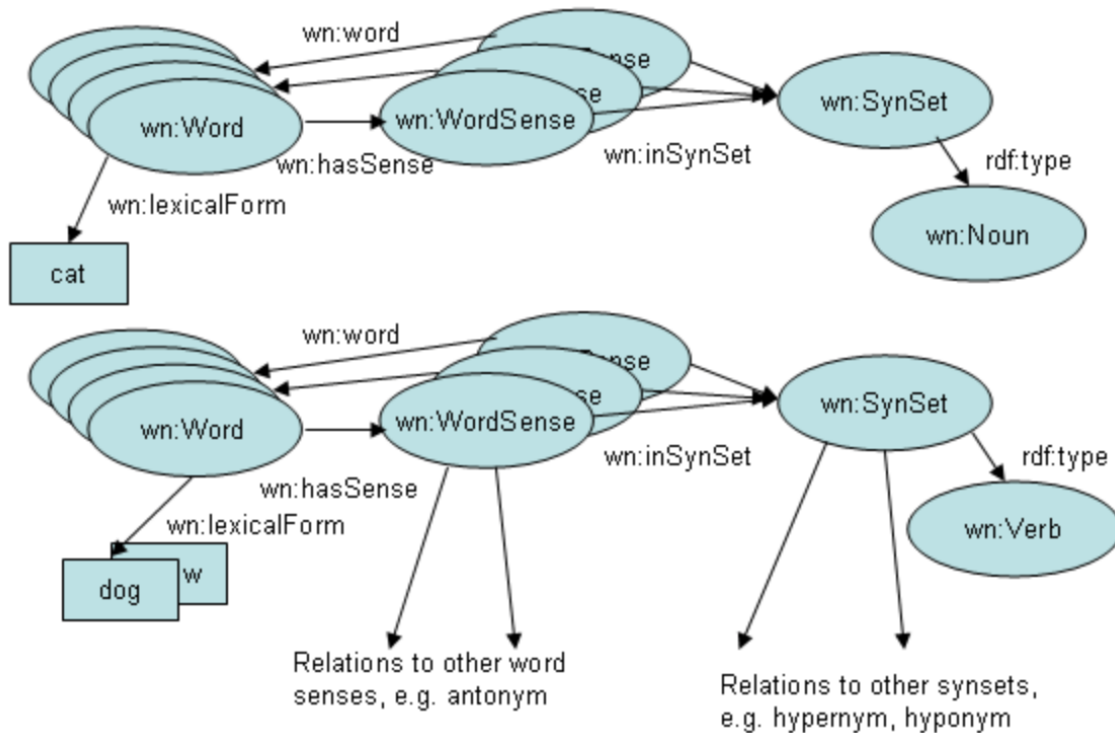 wn:word
wn:Word
wn:WordSense
wn:SynSet
wn:hasSense
wn:inSynSet
rdf:type
wn:lexicalForm
wn:Noun
cat
wn:word
wn:Word
wn:WordSense
wn:SynSet
wn:hasSense
wn:inSynSet
rdf:type
wn:lexicalForm
wn:Verb
dog
w
Relations to other word
senses, e.g. antonym
Relations to other synsets,
e.g. hypernym, hyponym